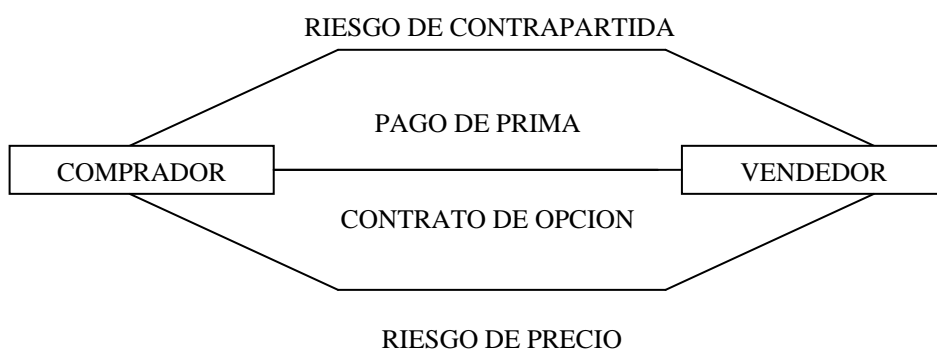 RIESGO DE CONTRAPARTIDA
PAGO DE PRIMA
COMPRADOR
VENDEDOR
CONTRATO DE OPCION
RIESGO DE PRECIO